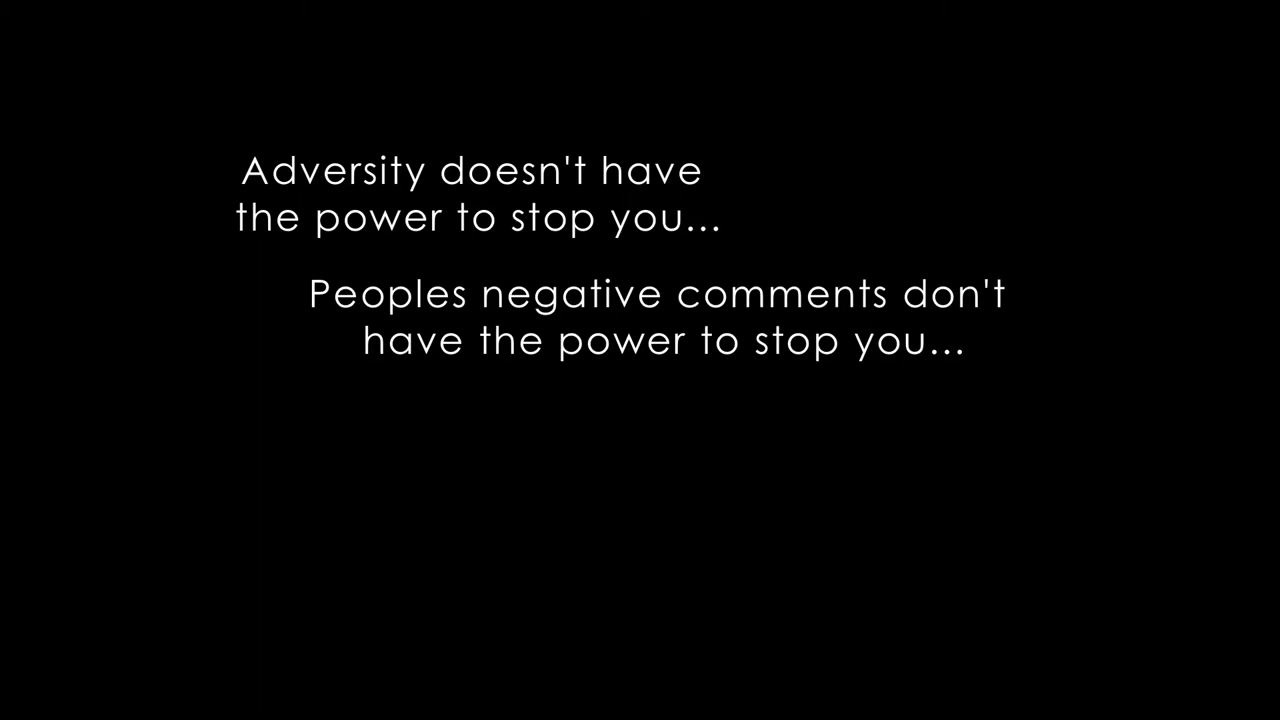 Adversity doesn't have
the power to stop you...
Peoples negative comments don't
have the power to stop you...